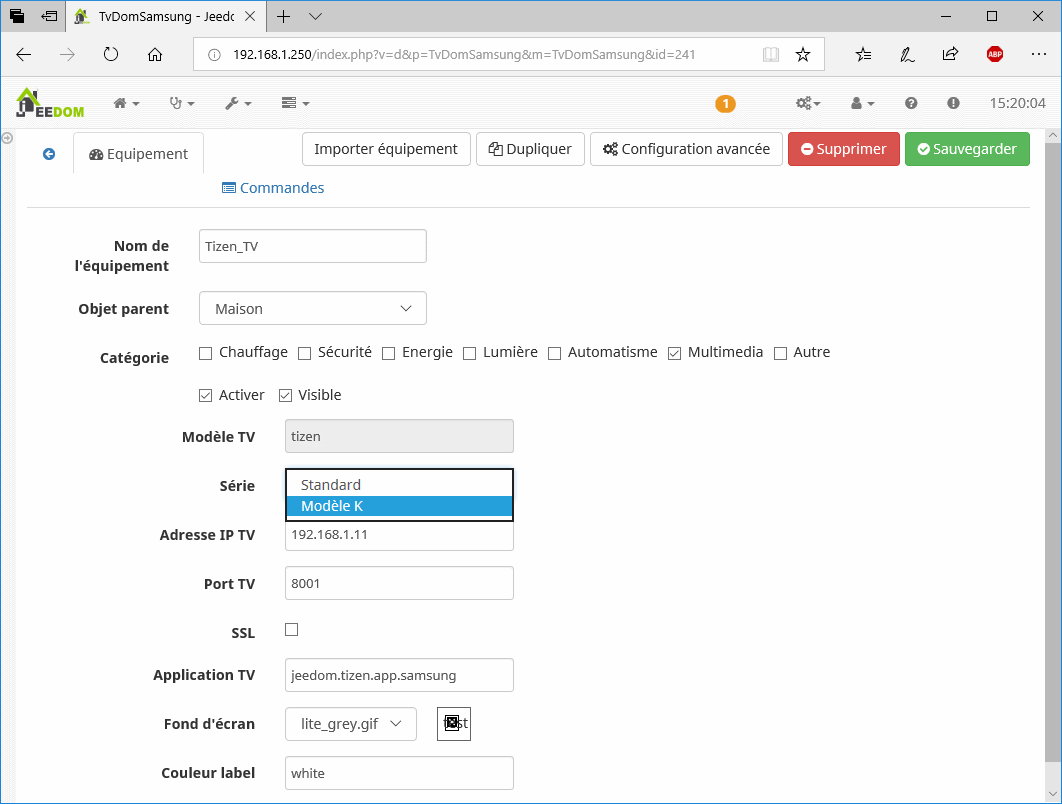 TvDomSamsung - Jeedc
192.168.1.250/index.php?v=d&p=TvDomSamsung&m=TvDomSamsung&id=241
ABP
JEEDOM
1
15:20:04
Equipement
Importer équipement
Dupliquer
Configuration avancée
Supprimer
Sauvegarder
Commandes
Nom de
l'équipement
Tizen_TV
Objet parent
Maison
Catégorie
Chauffage Sécurité Energie Lumière Automatisme Multimedia Autre
Activer Visible
Modèle TV
tizen
Série
Standard
Modèle K
Adresse IP TV
192.168.1.11
Port TV
8001
SSL
Application TV
jeedom.tizen.app.samsung
Fond d'écran
lite_grey.gif
Couleur label
white